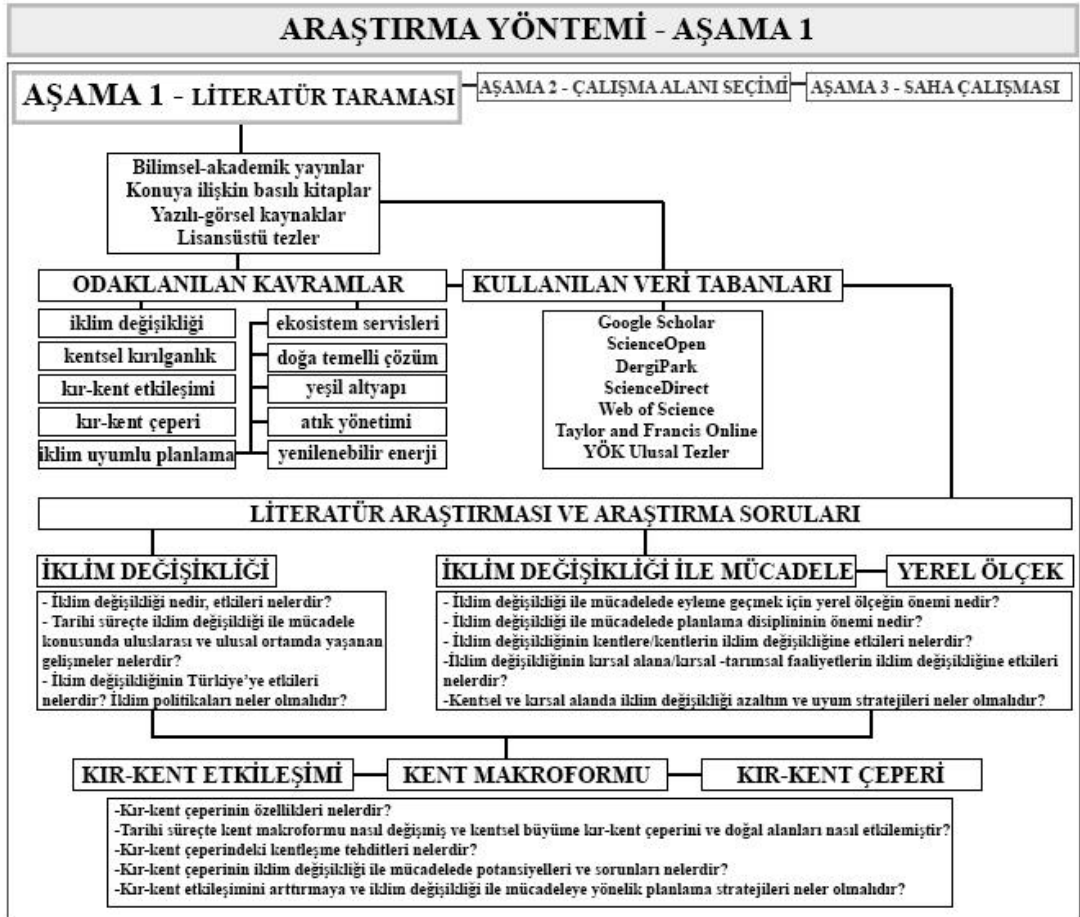 ARAŞTIRMA YÖNTEMİ - AŞAMA 1
AŞAMA 1 - LİTERATÜR TARAMASI
AŞAMA 2 - ÇALIŞMA ALANI SEÇİMİ
AŞAMA 3 - SAHA ÇALIŞMASI
Bilimsel-akademik yayınlar
Konuya ilişkin basılı kitaplar
Yazılı-görsel kaynaklar
Lisansüstü tezler
ODAKLANILAN KAVRAMLAR
iklim değişikliği
kentsel kırılganlık
kır-kent etkileşimi
kır-kent çeperi
iklim uyumlu planlama
ekosistem servisleri
doğa temelli çözüm
yeşil altyapı
atık yönetimi
yenilenebilir enerji
KULLANILAN VERİ TABANLARI
Google Scholar
ScienceOpen
DergiPark
ScienceDirect
Web of Science
Taylor and Francis Online
YÖK Ulusal Tezler
LİTERATÜR ARAŞTIRMASI VE ARAŞTIRMA SORULARI
İKLİM DEĞİŞİKLİĞİ
- İklim değişikliği nedir, etkileri nelerdir?
- Tarihi süreçte iklim değişikliği ile mücadele
konusunda uluslarası ve ulusal ortamda yaşanan
gelişmeler nelerdir?
- İkim değişikliğinin Türkiye'ye etkileri
nelerdir? İklim politikaları neler olmalıdır?
İKLİM DEĞİŞİKLİĞİ İLE MÜCADELE
YEREL ÖLÇEK
- İklim değişikliği ile mücadelede eyleme geçmek için yerel ölçeğin önemi nedir?
- İklim değişikliği ile mücadelede planlama disiplininin önemi nedir?
- İklim değişikliğinin kentlere/kentlerin iklim değişikliğine etkileri nelerdir?
-İklim değişikliğinin kırsal alana/kırsal -tarımsal faaliyetlerin iklim değişikliğine etkileri
nelerdir?
-Kentsel ve kırsal alanda iklim değişikliği azaltım ve uyum stratejileri neler olmalıdır?
KIR-KENT ETKİLEŞİMİ
KENT MAKROFORMU
KIR-KENT ÇEPERİ
-Kır-kent çeperinin özellikleri nelerdir?
-Tarihi süreçte kent makroformu nasıl değişmiş ve kentsel büyüme kır-kent çeperini ve doğal alanları nasıl etkilemiştir?
-Kır-kent çeperindeki kentleşme tehditleri nelerdir?
-Kır-kent çeperinin iklim değişikliği ile mücadelede potansiyelleri ve sorunları nelerdir?
-Kır-kent etkileşimini arttırmaya ve iklim değişikliği ile mücadeleye yönelik planlama stratejileri neler olmalıdır?